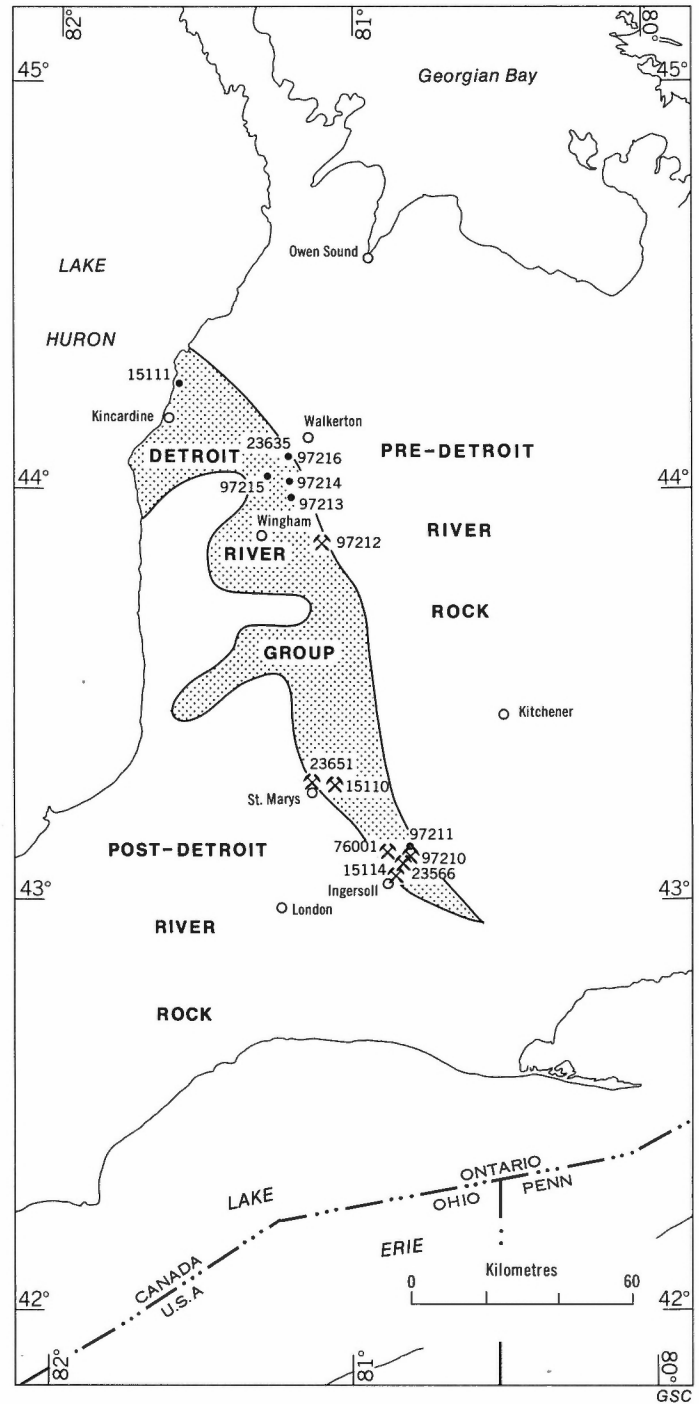 82°
81°
80°
45°
45°
Georgian Bay
Owen Sound
LAKE
HURON
15111
Kincardine
Walkerton
23635
DETROIT
97216
PRE-DETROIT
97215
97214
44°
44°
97213
Wingham
RIVER
97212
RIVER
ROCK
GROUP
Kitchener
23651
15110
St. Marys
97211
POST-DETROIT
76001
97210
15114
23566
Ingersoll
43°
43°
London
RIVER
ROCK
ONTARIO
LAKE
OHIO
PENN
ERIE
Kilometres
CANADA
0
60
U.S.A
42°
42°
82°
81°
80°
GSC